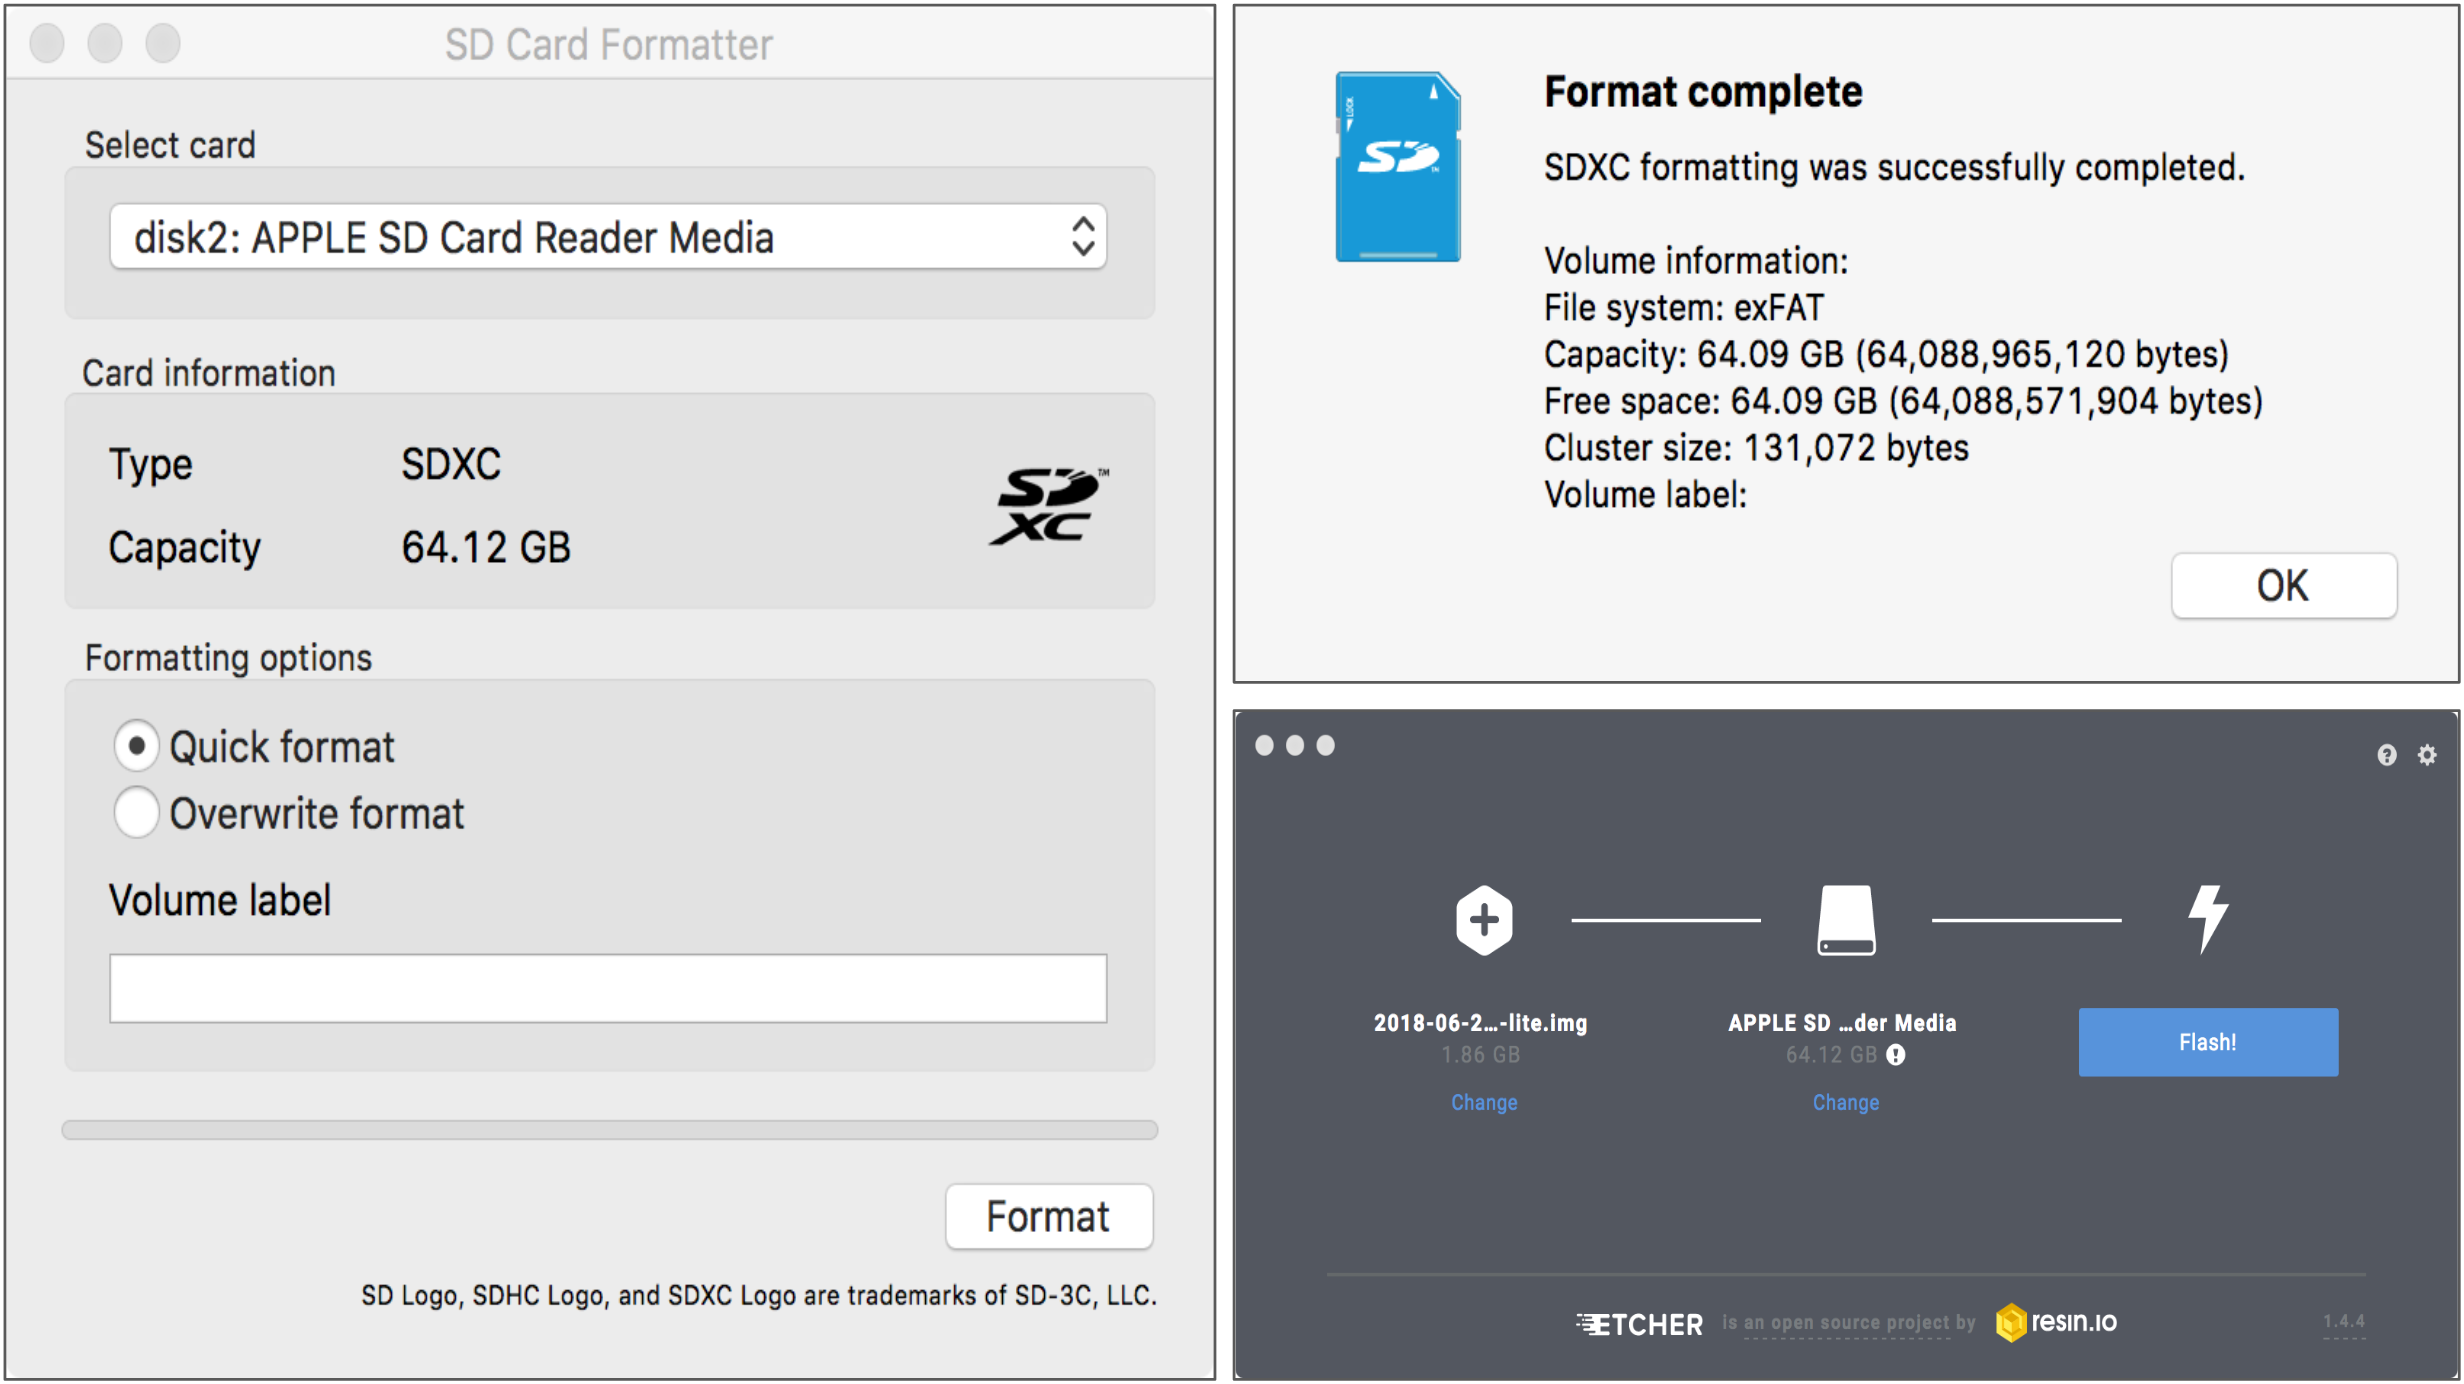 SD Card Formatter
Select card
disk2: APPLE SD Card Reader Media
Card information
Type SDXC
SD XC ™
Capacity 64.12 GB
Formatting options
Quick format
Overwrite format
Volume label
Format
SD Logo, SDHC Logo, and SDXC Logo are trademarks of SD-3C, LLC.
LOCK
SD ™
Format complete
SDXC formatting was successfully completed.
Volume information:
File system: exFAT
Capacity: 64.09 GB (64,088,965,120 bytes)
Free space: 64.09 GB (64,088,571,904 bytes)
Cluster size: 131,072 bytes
Volume label:
OK
2018-06-2...-lite.img
1.86 GB
Change
APPLE SD ...der Media
64.12 GB
Change
Flash!
ETCHER is an open source project by resin.io 1.4.4